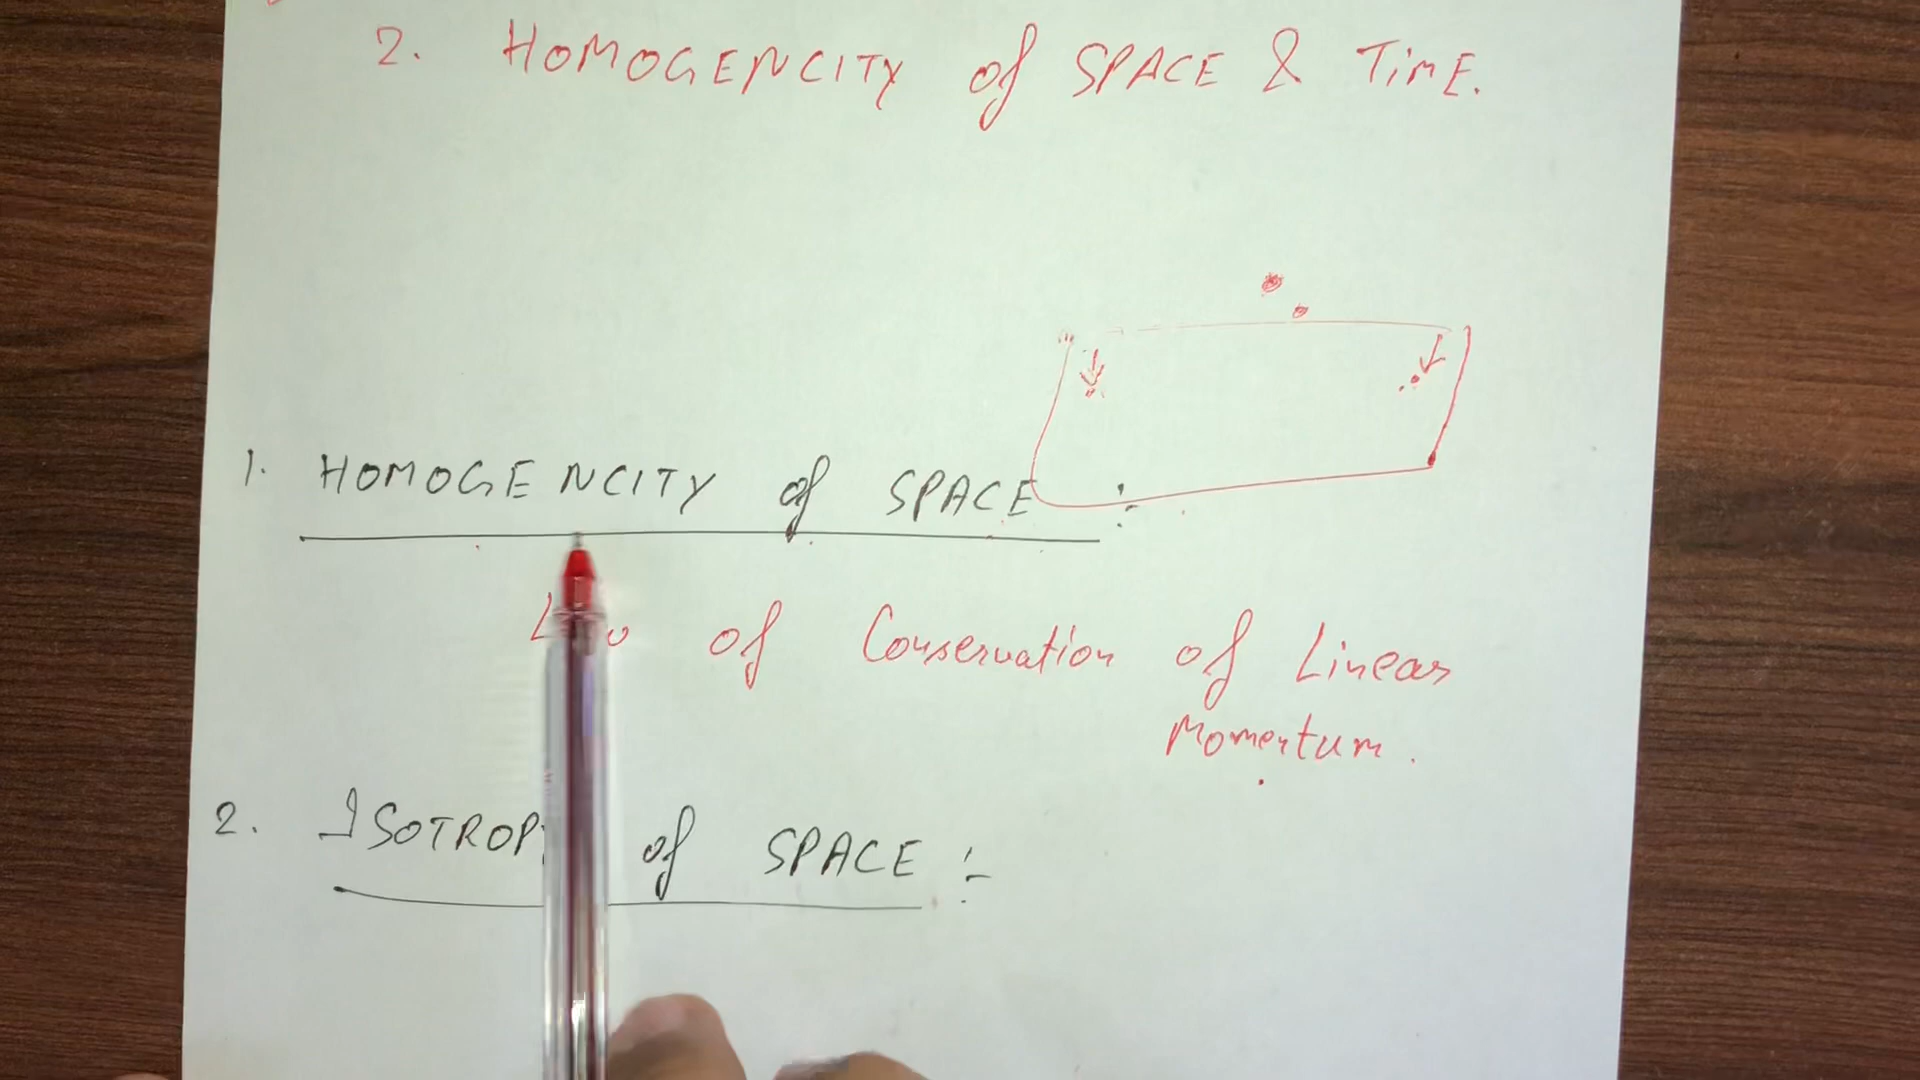 2. HOMOGENCITY of SPACE & TiME.
1. HOMOGENCITY of SPACE :-
of Conservation of Linear
Momentum.
2. of SPACE :-